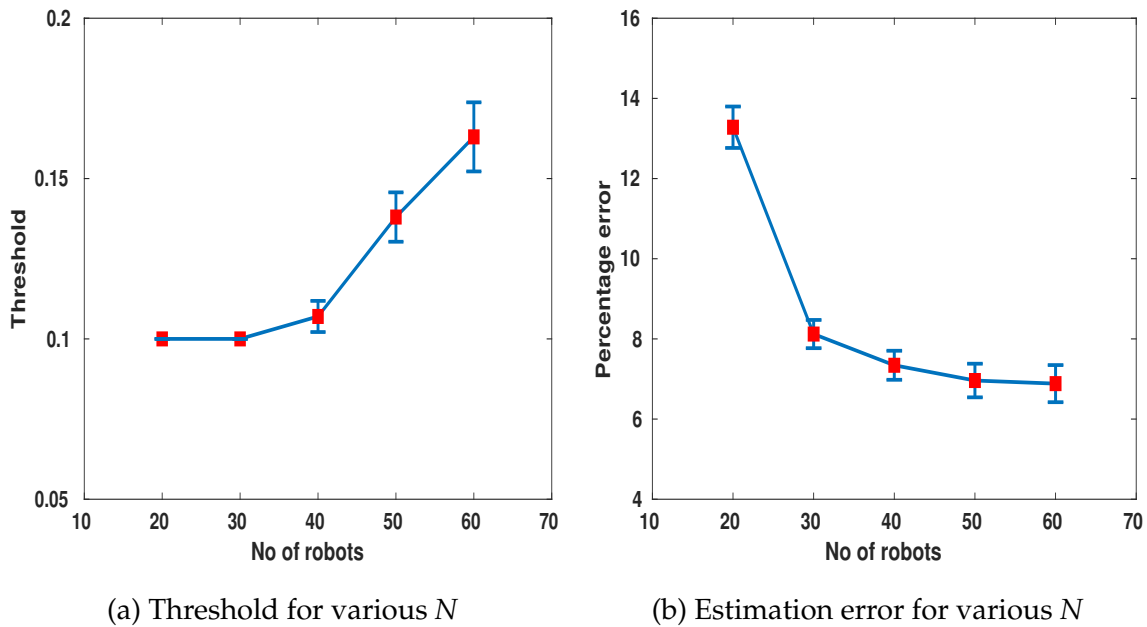 0.2
0.15
0.1
0.05
Threshold
10 20 30 40 50 60 70
No of robots
(a) Threshold for various N
16
14
12
10
8
6
4
Percentage error
10 20 30 40 50 60 70
No of robots
(b) Estimation error for various N